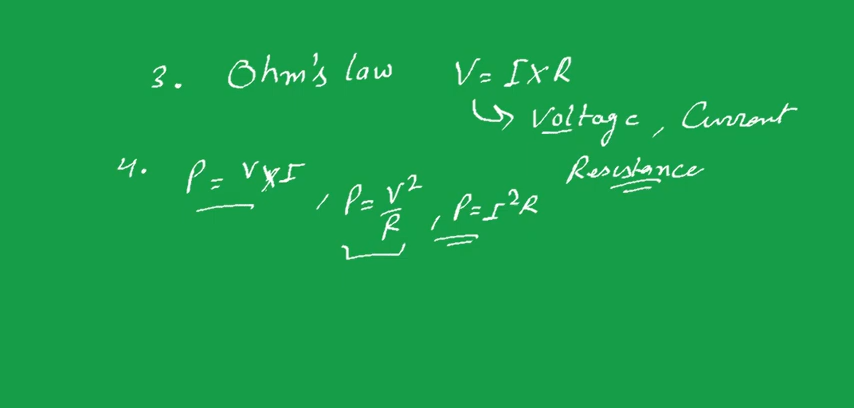 3. Ohm's law V = I × R
↳ Voltage, Current
Resistance
4. P = V × I, P = V²/R, P = I²R